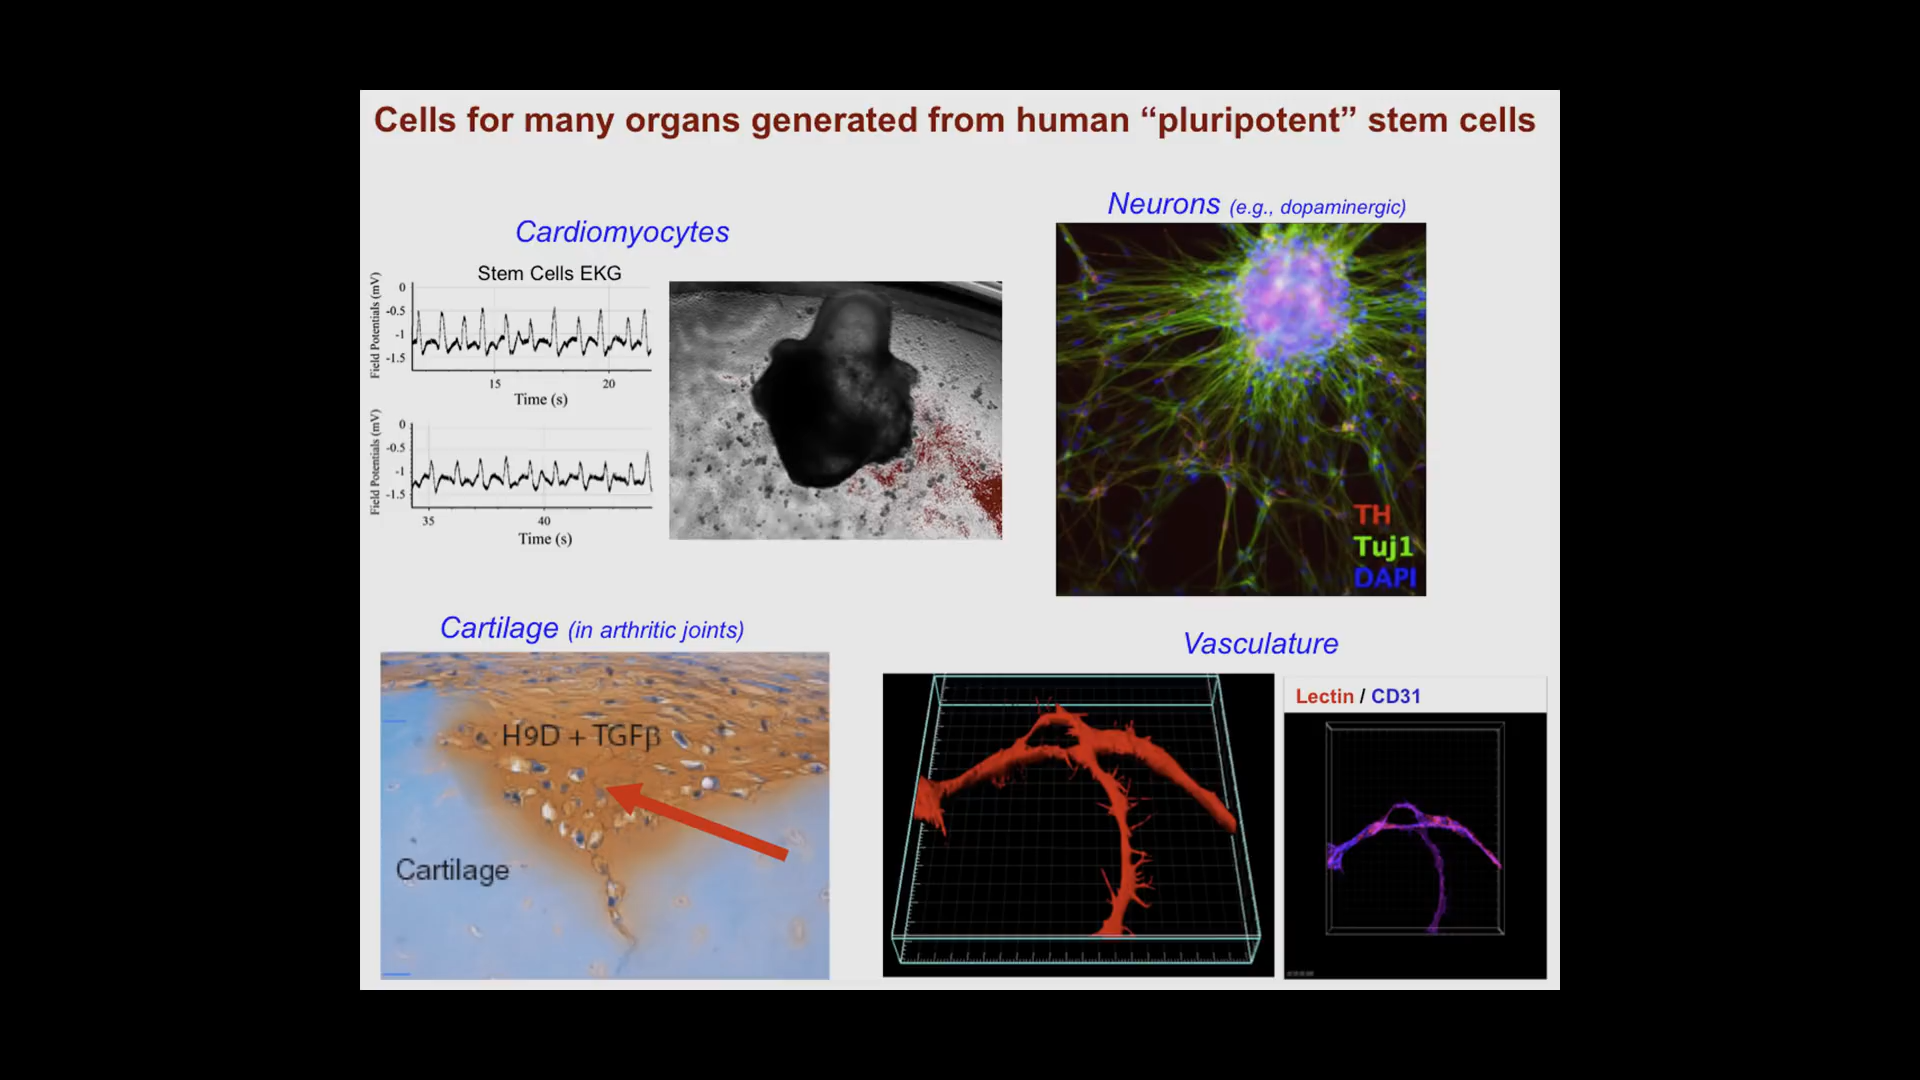 Cells for many organs generated from human “pluripotent” stem cells
Cardiomyocytes
Stem Cells EKG
Field Potentials (mV)
0
-0.5
-1
-1.5
15 20
Time (s)
Field Potentials (mV)
0
-0.5
-1
-1.5
35 40
Time (s)
Neurons (e.g., dopaminergic)
TH
Tuj1
DAPI
Cartilage (in arthritic joints)
H9D + TGFβ
Cartilage
Vasculature
Lectin / CD31